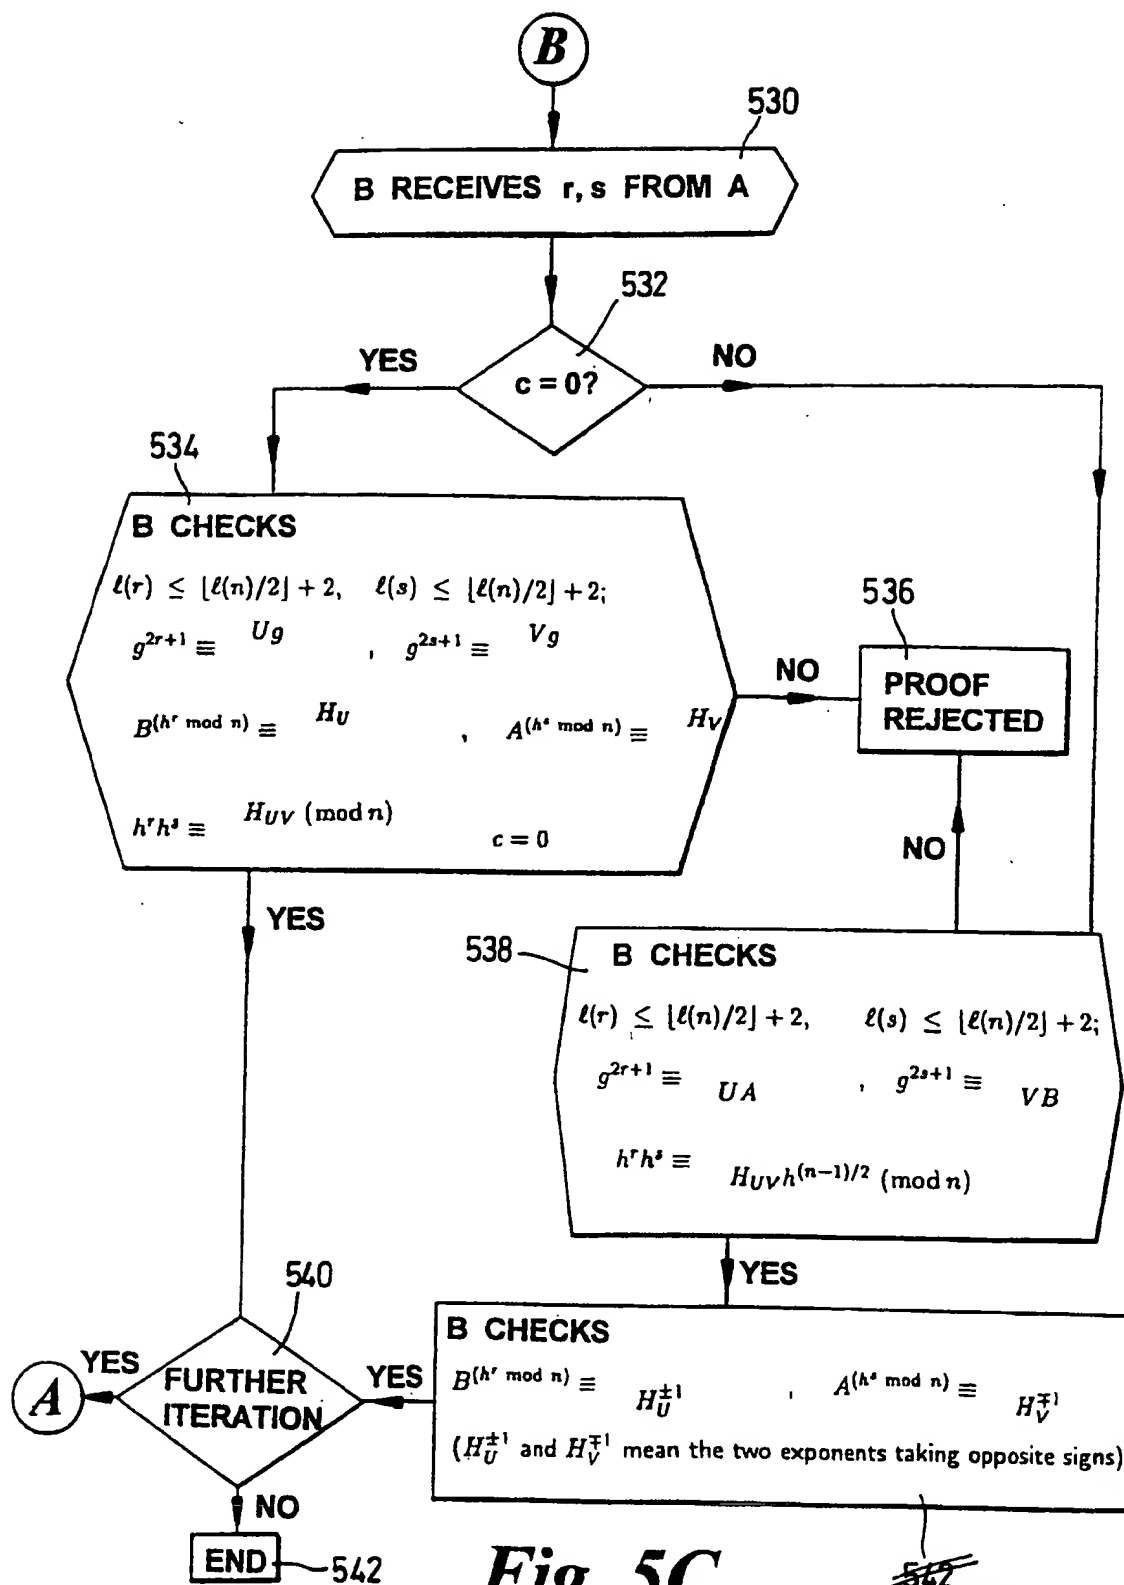 B
530
B RECEIVES r, s FROM A
532
YES
c = 0?
NO
534
B CHECKS
ℓ(r) ≤ ⌊ℓ(n)/2⌋ + 2, ℓ(s) ≤ ⌊ℓ(n)/2⌋ + 2;
g^{2r+1} ≡ Ug , g^{2s+1} ≡ Vg
B^{(h^r mod n)} ≡ H_U , A^{(h^s mod n)} ≡ H_V
h^r h^s ≡ H_{UV} (mod n) c = 0
NO
536
PROOF
REJECTED
NO
YES
538
B CHECKS
ℓ(r) ≤ ⌊ℓ(n)/2⌋ + 2, ℓ(s) ≤ ⌊ℓ(n)/2⌋ + 2;
g^{2r+1} ≡ UA , g^{2s+1} ≡ VB
h^r h^s ≡ H_{UV} h^{(n-1)/2} (mod n)
YES
B CHECKS
B^{(h^r mod n)} ≡ H_U^{±1} , A^{(h^s mod n)} ≡ H_V^{∓1}
(H_U^{±1} and H_V^{∓1} mean the two exponents taking opposite signs)
542
540
YES
FURTHER
ITERATION
YES
A
NO
END
542
Fig. 5C